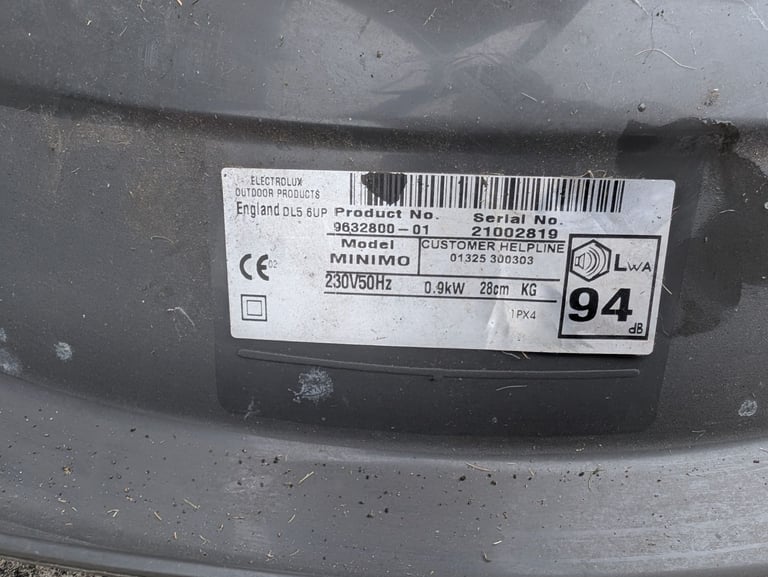 ELECTROLUX
OUTDOOR PRODUCTS
England DL5 6UP
Product No. Serial No.
9632800-01 21002819
Model CUSTOMER HELPLINE
MINIMO 01325 300303
CE 02
230V50Hz 0.9kW 28cm KG
IPX4
LWA
94
dB